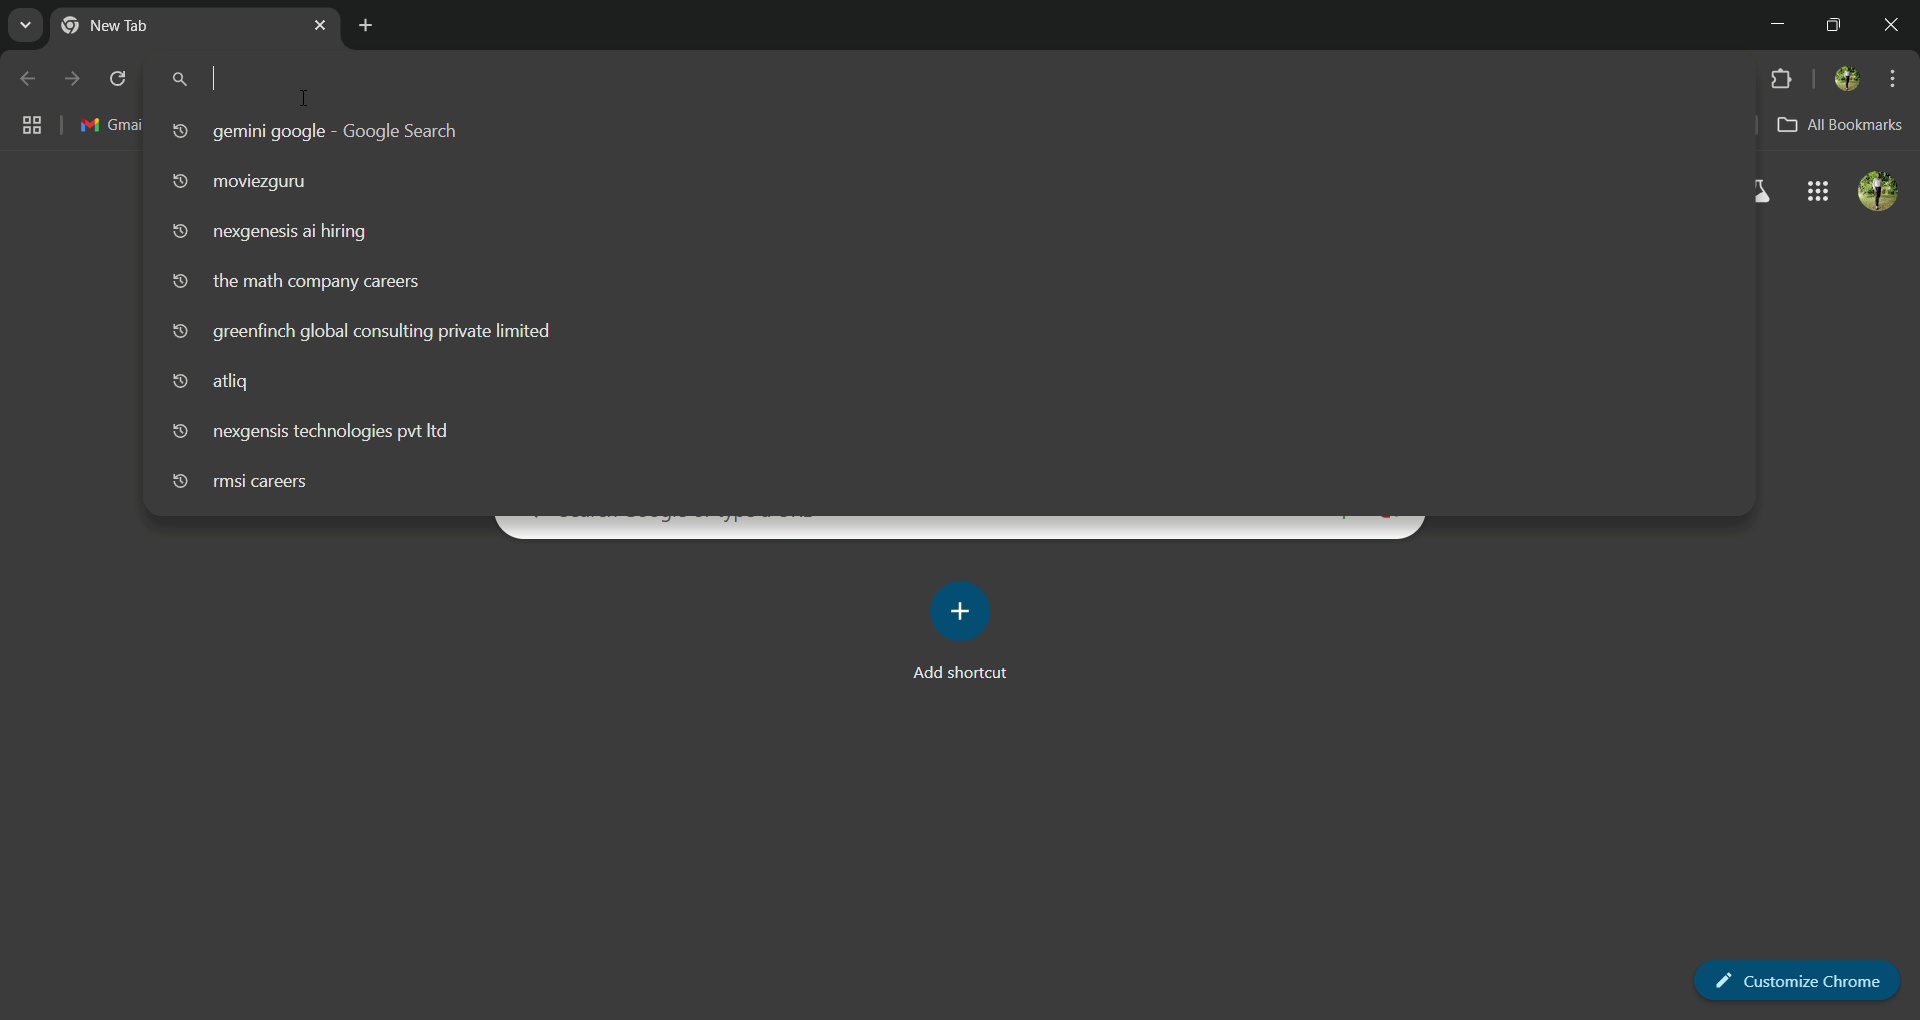 New Tab
Gmai
All Bookmarks
gemini google - Google Search
moviezguru
nexgenesis ai hiring
the math company careers
greenfinch global consulting private limited
atliq
nexgensis technologies pvt ltd
rmsi careers
Add shortcut
Customize Chrome